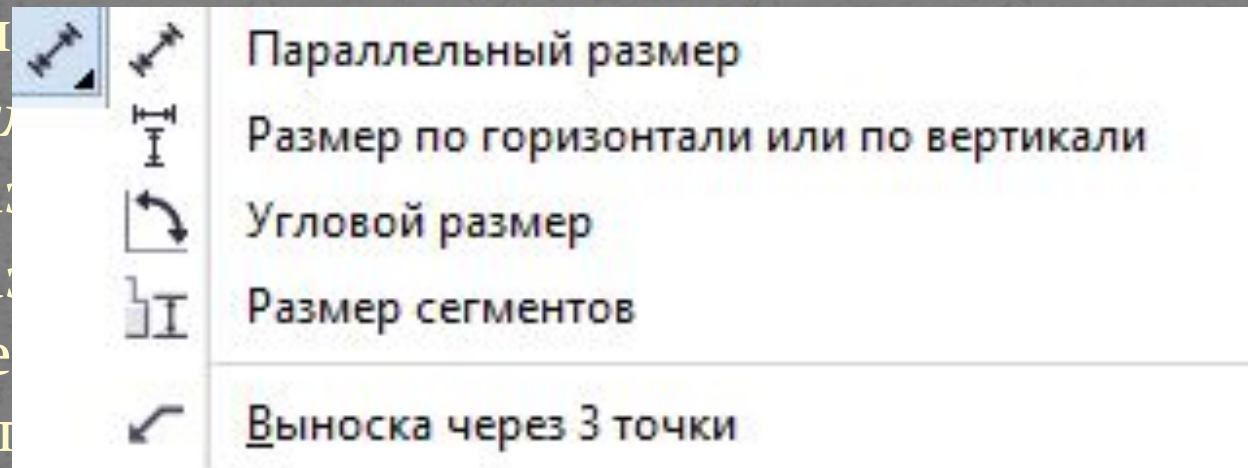 Параллельный размер
Размер по горизонтали или по вертикали
Угловой размер
Размер сегментов
Выноска через 3 точки